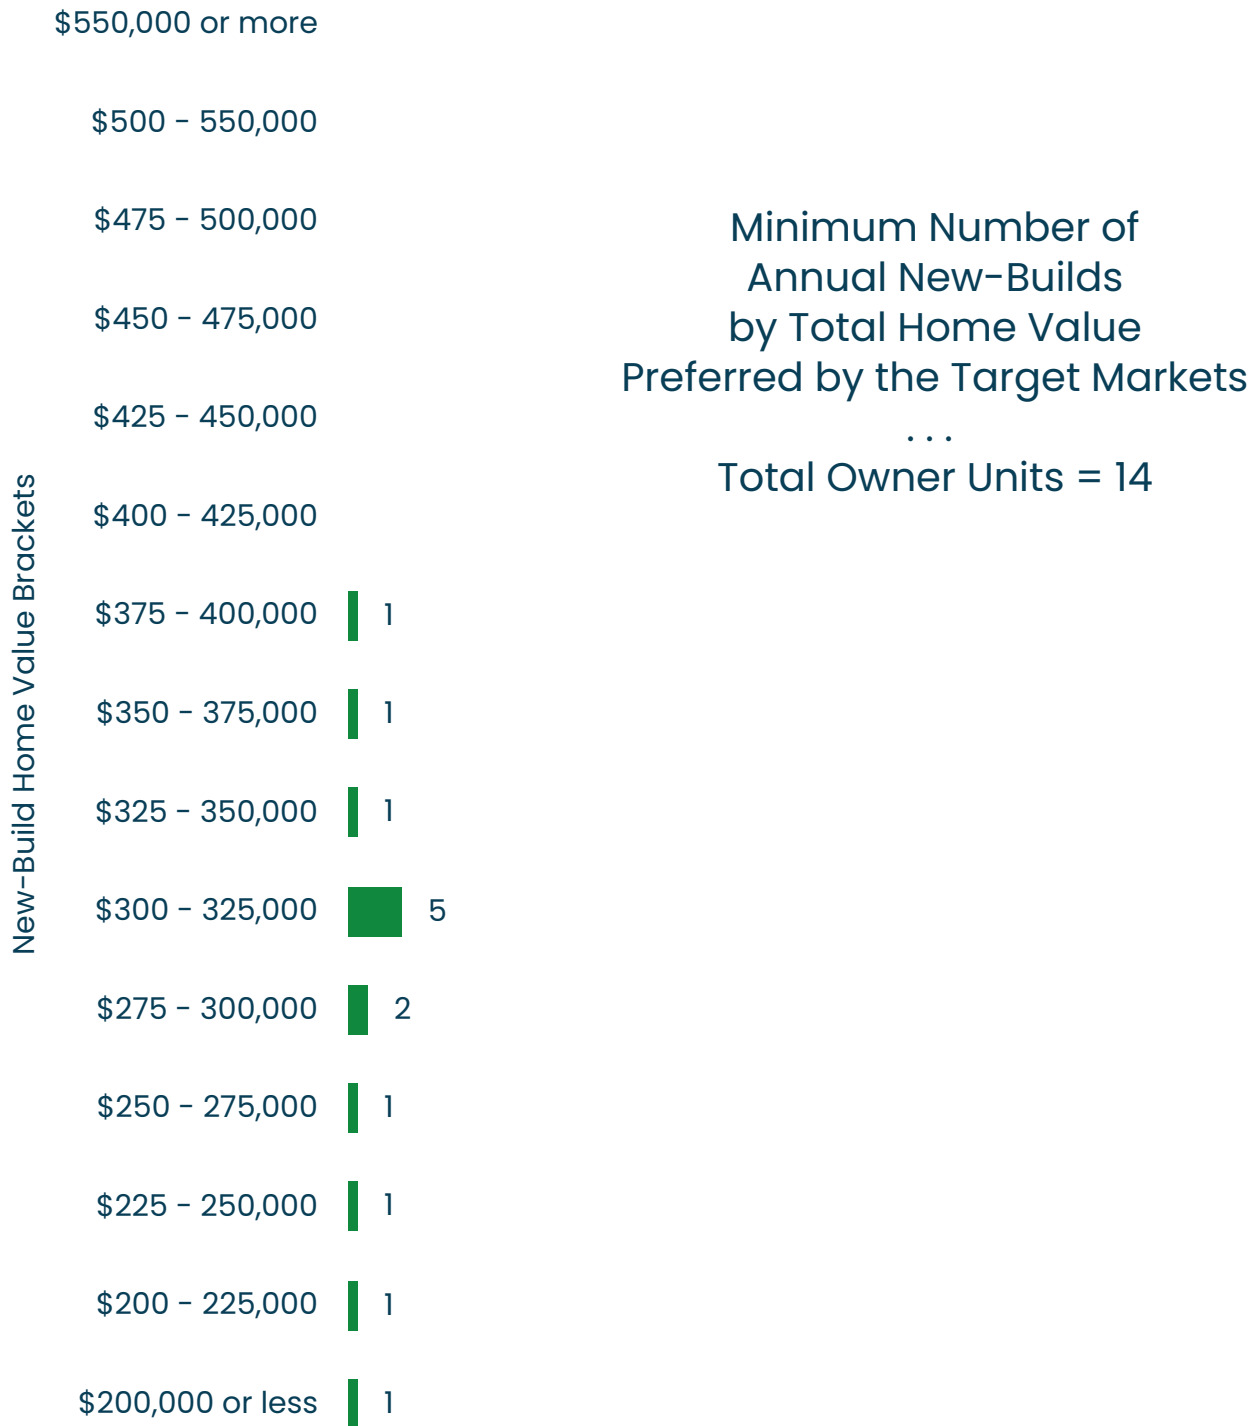 $550,000 or more
$500 - 550,000
$475 - 500,000
$450 - 475,000
$425 - 450,000
$400 - 425,000
$375 - 400,000 1
$350 - 375,000 1
$325 - 350,000 1
$300 - 325,000 5
$275 - 300,000 2
$250 - 275,000 1
$225 - 250,000 1
$200 - 225,000 1
$200,000 or less 1
New-Build Home Value Brackets
Minimum Number of
Annual New-Builds
by Total Home Value
Preferred by the Target Markets
. . .
Total Owner Units = 14